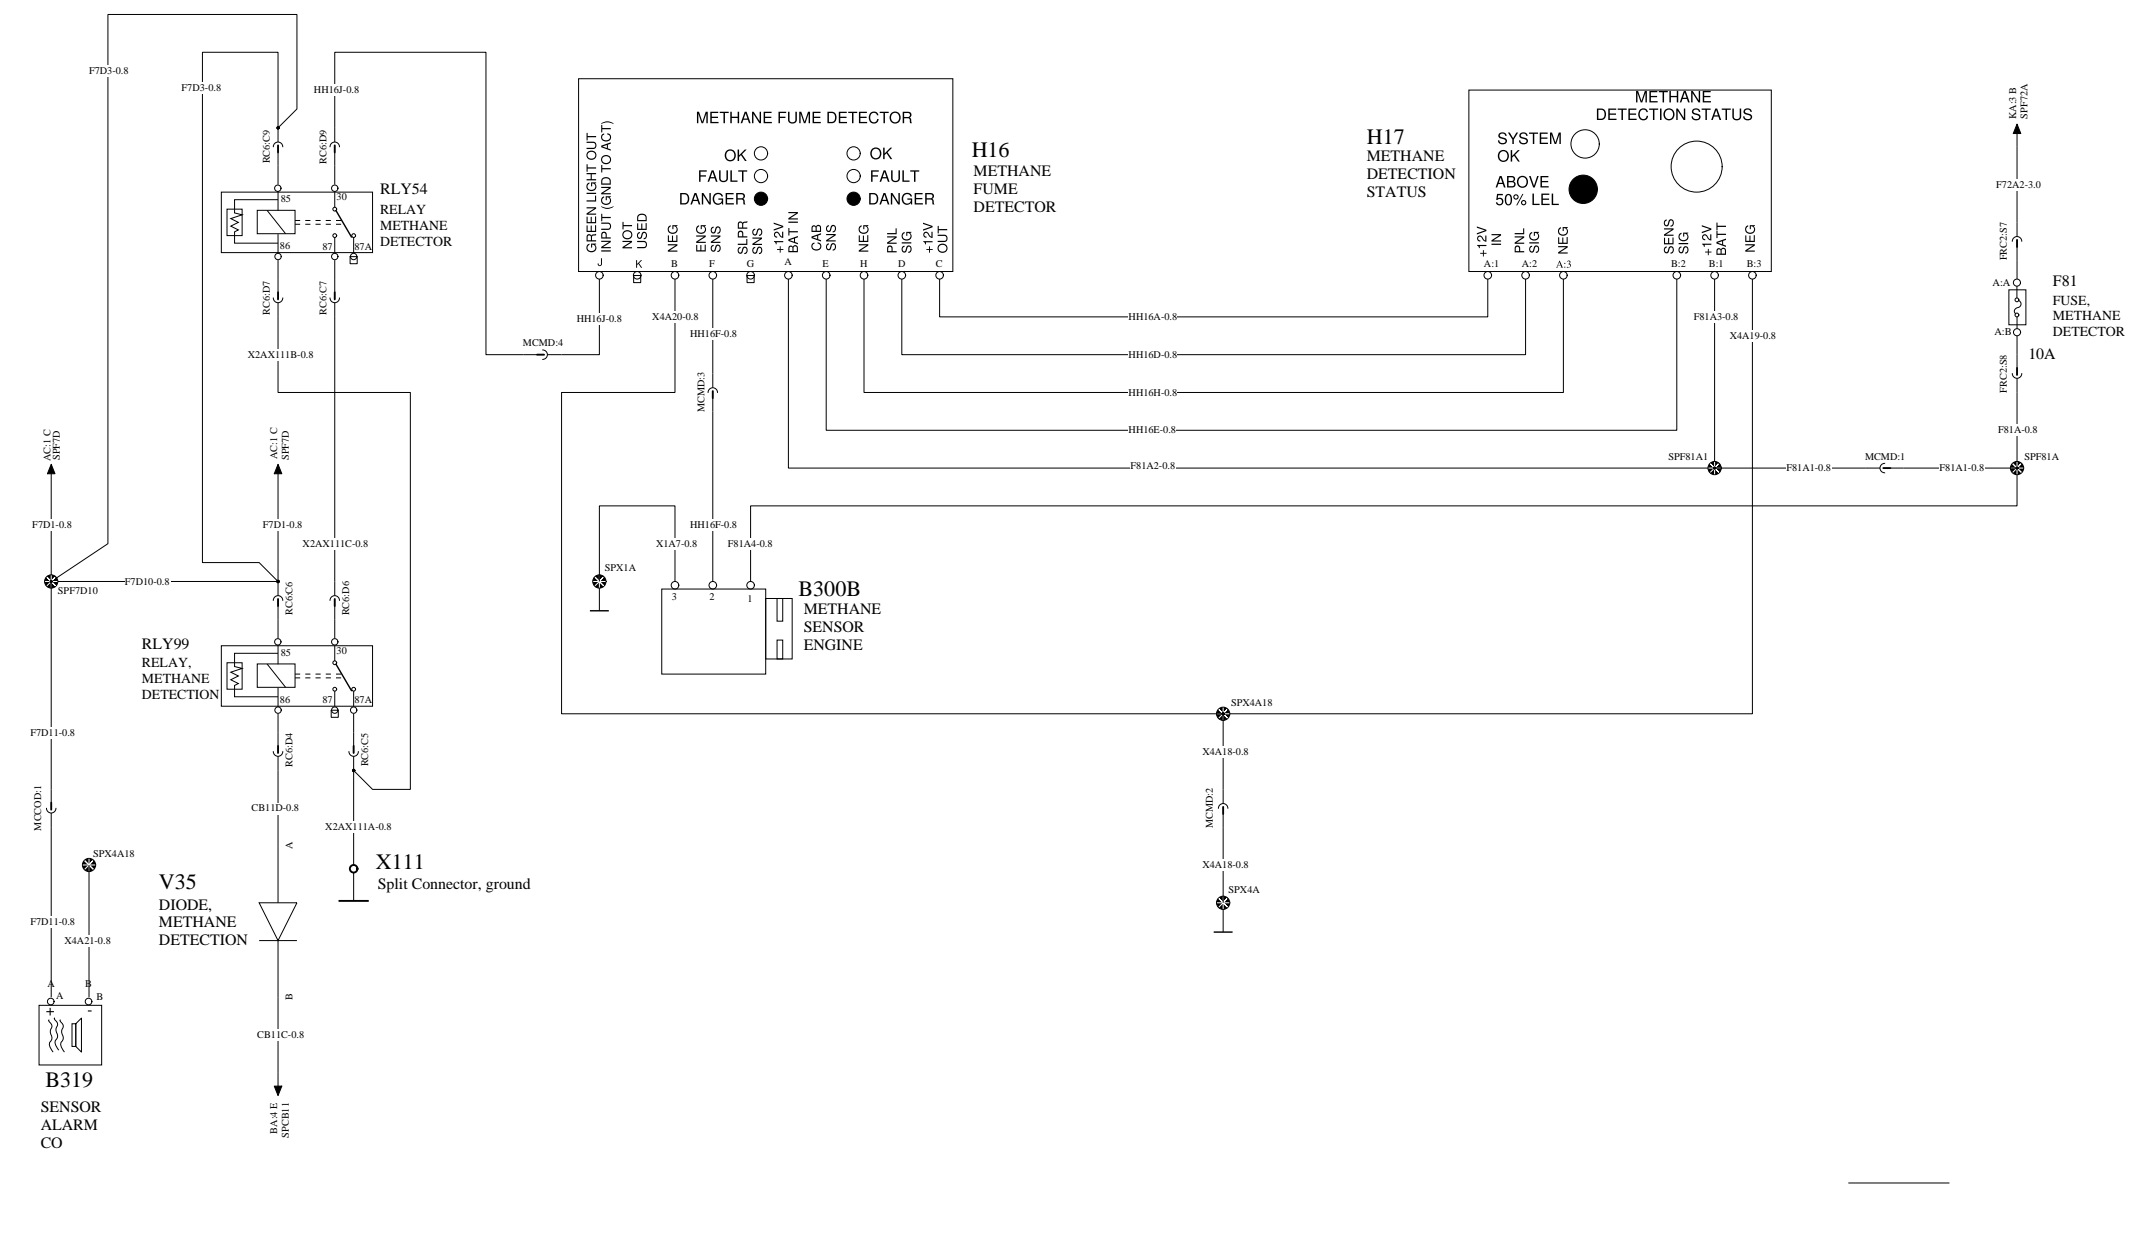 F7D3-0.8
F7D3-0.8
HH16J-0.8
RC6:C9
RC6:D9
85
30
86
87
87A
RLY54
RELAY
METHANE
DETECTOR
RC6:D7
RC6:C7
X2AX111B-0.8
AC:1 C
SPF7D
AC:1 C
SPF7D
F7D1-0.8
F7D1-0.8
X2AX111C-0.8
F7D10-0.8
SPF7D10
RC6:C6
RC6:D6
RLY99
RELAY,
METHANE
DETECTION
85
30
86
87
87A
F7D11-0.8
RC6:D4
RC6:C5
MCCOD:1
CB11D-0.8
X2AX111A-0.8
A
SPX4A18
X111
Split Connector, ground
V35
DIODE,
METHANE
DETECTION
F7D11-0.8
X4A21-0.8
A
B
A
B
+
-
B
CB11C-0.8
B319
SENSOR
ALARM
CO
BA:4 E
SPCB11
METHANE FUME DETECTOR
OK
OK
FAULT
FAULT
DANGER
DANGER
GREEN LIGHT OUT
INPUT (GND TO ACT)
NOT
USED
NEG
ENG
SNS
SLPR
SNS
+12V
BAT IN
CAB
SNS
NEG
PNL
SIG
+12V
OUT
J
K
B
F
G
A
E
H
D
C
H16
METHANE
FUME
DETECTOR
HH16J-0.8
X4A20-0.8
HH16F-0.8
MCMD:4
MCMD:3
HH16A-0.8
HH16D-0.8
HH16H-0.8
HH16E-0.8
F81A2-0.8
HH16F-0.8
X1A7-0.8
F81A4-0.8
SPX1A
3
2
1
B300B
METHANE
SENSOR
ENGINE
SPX4A18
X4A18-0.8
MCMD:2
X4A18-0.8
SPX4A
H17
METHANE
DETECTION
STATUS
METHANE
DETECTION STATUS
SYSTEM
OK
ABOVE
50% LEL
+12V
IN
PNL
SIG
NEG
SENS
SIG
+12V
BATT
NEG
A:1
A:2
A:3
B:2
B:1
B:3
F81A3-0.8
X4A19-0.8
SPF81A1
F81A1-0.8
MCMD:1
F81A1-0.8
SPF81A
KA:3 B
SPF72A
F72A2-3.0
FRC2:S7
A:A
F81
FUSE,
METHANE
DETECTOR
A:B
10A
FRC2:S8
F81A-0.8